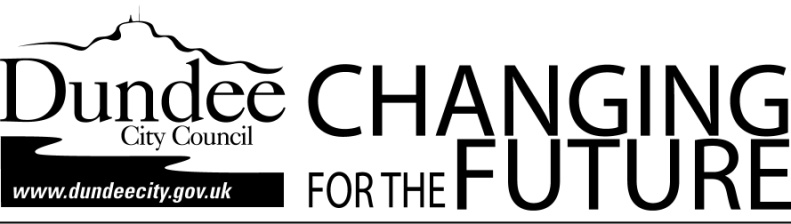 Dundee
City Council
www.dundeecity.gov.uk
CHANGING
FOR THE FUTURE